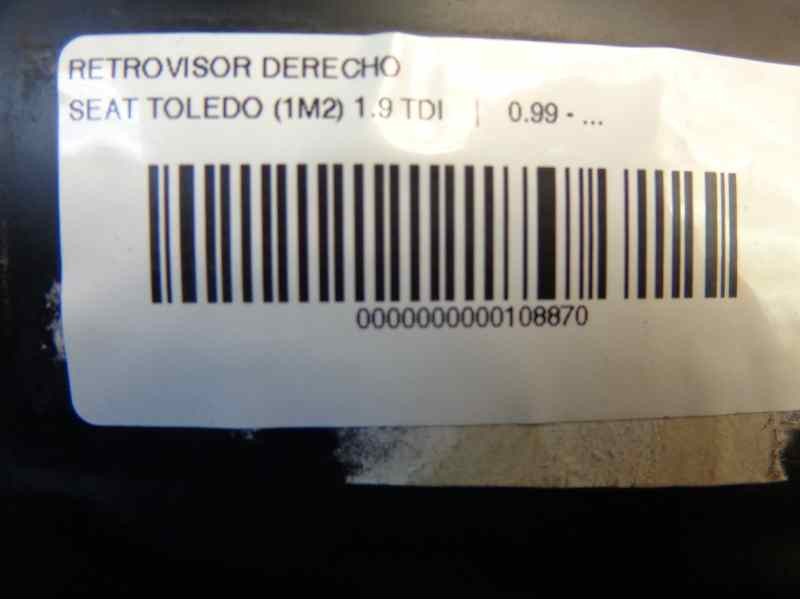 RETROVISOR DERECHO
SEAT TOLEDO (1M2) 1.9 TDI | 0.99 - ...
0000000000108870